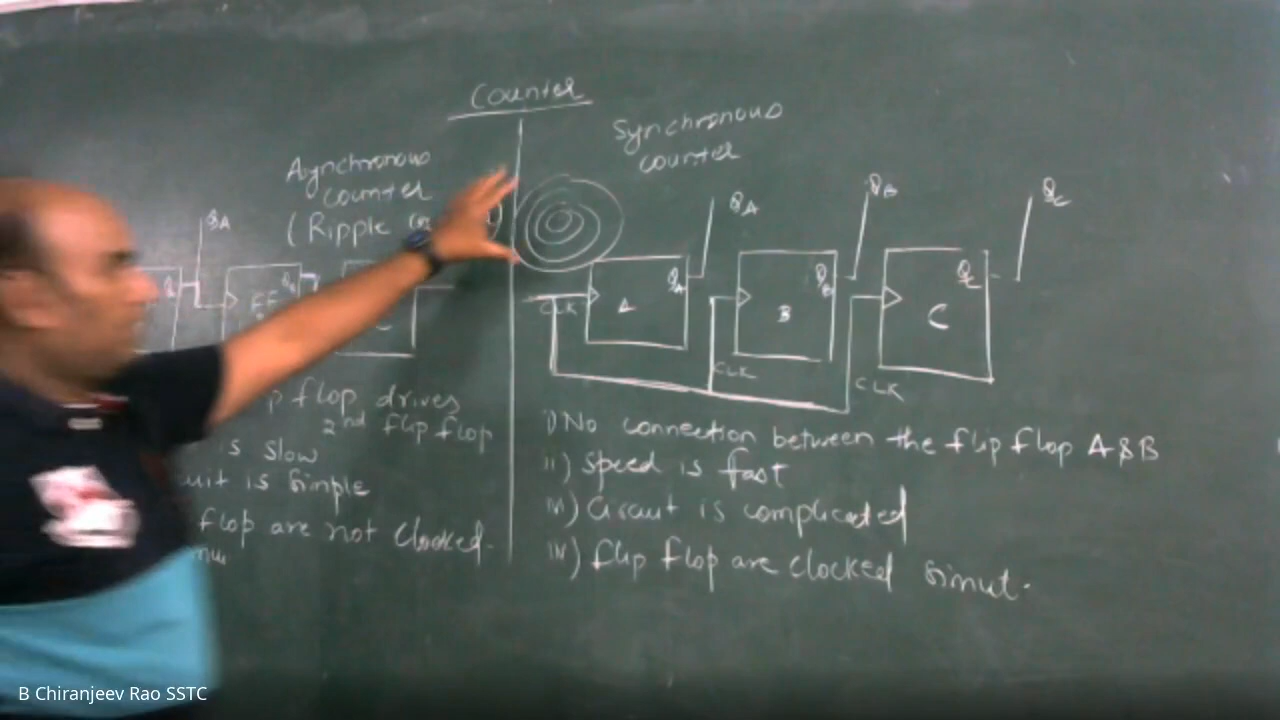 Counter
Asynchronous
counter
(Ripple
Synchronous
counter
QA
Q
FF
QA
QA
A
CLK
QB
QB
B
CLK
QC
QC
C
CLK
p flop drives
2nd flip flop
is slow
uit is simple
flop are not clocked.
i) No connection between the flip flop A & B
ii) speed is fast
iii) Circuit is complicated
iv) flip flop are clocked simut.
B Chiranjeev Rao SSTC